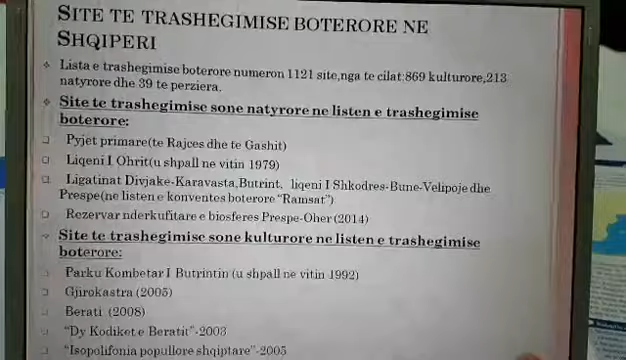 SITE TE TRASHEGIMISE BOTERORE NE
SHQIPERI
Lista e trashegimise boterore numeron 1121 site,nga te cilat:869 kulturore,213
natyrore dhe 39 te perziera.
Site te trashegimise sone natyrore ne listen e trashegimise
boterore:
Pyjet primare(te Rajces dhe te Gashit)
Liqeni I Ohrit(u shpall ne vitin 1979)
Ligatinat Divjake-Karavasta,Butrint, liqeni I Shkodres-Bune-Velipoje dhe
Prespe(ne listen e konventes boterore "Ramsat")
Rezervat nderkufitare e biosferes Prespe-Oher (2014)
Site te trashegimise sone kulturore ne listen e trashegimise
boterore:
Parku Kombetar I Butrintin (u shpall ne vitin 1992)
Gjirokastra (2005)
Berati (2008)
"Dy Kodiket e Beratit"-2003
"Isopolifonia popullore shqiptare"-2005